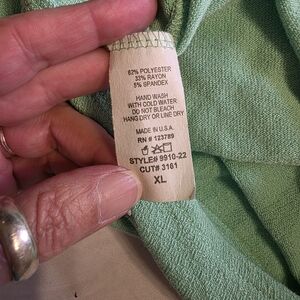 62% POLYESTER
33% RAYON
5% SPANDEX
HAND WASH
WITH COLD WATER
DO NOT BLEACH
HANG DRY OR LINE DRY
MADE IN U.S.A.
RN # 123789
STYLE# 9910-22
CUT# 3161
XL